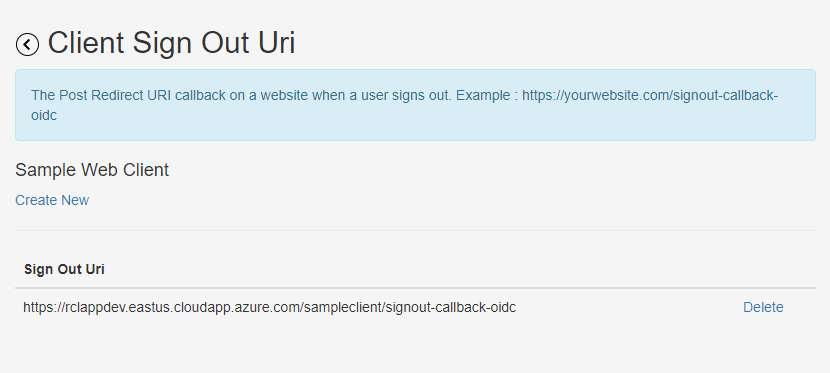 Client Sign Out Uri
The Post Redirect URI callback on a website when a user signs out. Example : https://yourwebsite.com/signout-callback-
oidc
Sample Web Client
Create New
Sign Out Uri
https://rclappdev.eastus.cloudapp.azure.com/sampleclient/signout-callback-oidc Delete